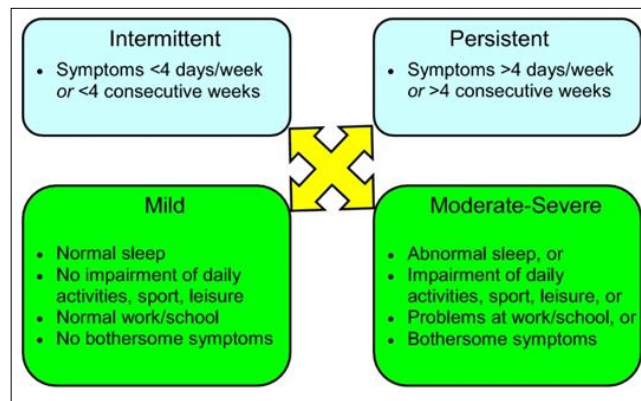 Intermittent
• Symptoms <4 days/week
or <4 consecutive weeks
Persistent
• Symptoms >4 days/week
or >4 consecutive weeks
Mild
• Normal sleep
• No impairment of daily
activities, sport, leisure
• Normal work/school
• No bothersome symptoms
Moderate-Severe
• Abnormal sleep, or
• Impairment of daily
activities, sport, leisure, or
• Problems at work/school, or
• Bothersome symptoms